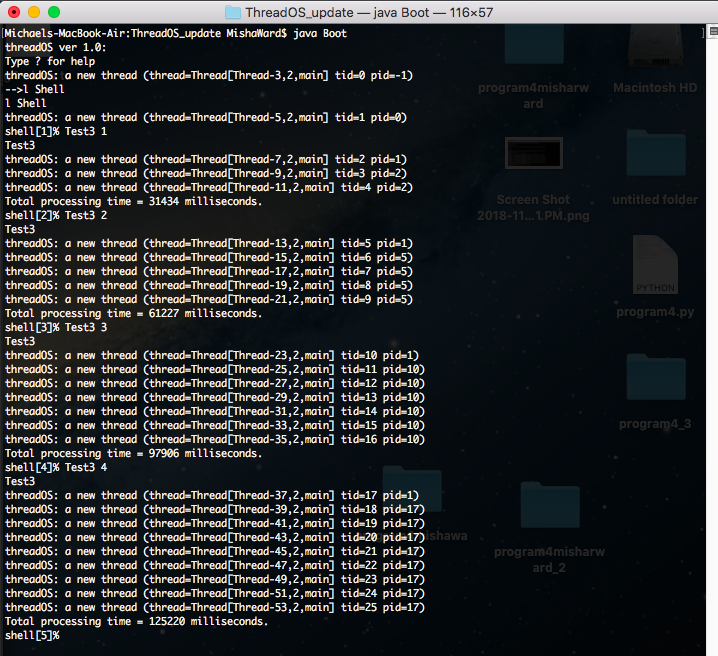 ThreadOS_update — java Boot — 116×57
[Michaels-MacBook-Air:ThreadOS_update MishaWard$ java Boot ]
threadOS ver 1.0:
Type ? for help
threadOS: a new thread (thread=Thread[Thread-3,2,main] tid=0 pid=-1)
-->l Shell
l Shell
threadOS: a new thread (thread=Thread[Thread-5,2,main] tid=1 pid=0)
shell[1]% Test3 1
Test3
threadOS: a new thread (thread=Thread[Thread-7,2,main] tid=2 pid=1)
threadOS: a new thread (thread=Thread[Thread-9,2,main] tid=3 pid=2)
threadOS: a new thread (thread=Thread[Thread-11,2,main] tid=4 pid=2)
Total processing time = 31434 milliseconds.
shell[2]% Test3 2
Test3
threadOS: a new thread (thread=Thread[Thread-13,2,main] tid=5 pid=1)
threadOS: a new thread (thread=Thread[Thread-15,2,main] tid=6 pid=5)
threadOS: a new thread (thread=Thread[Thread-17,2,main] tid=7 pid=5)
threadOS: a new thread (thread=Thread[Thread-19,2,main] tid=8 pid=5)
threadOS: a new thread (thread=Thread[Thread-21,2,main] tid=9 pid=5)
Total processing time = 61227 milliseconds.
shell[3]% Test3 3
Test3
threadOS: a new thread (thread=Thread[Thread-23,2,main] tid=10 pid=1)
threadOS: a new thread (thread=Thread[Thread-25,2,main] tid=11 pid=10)
threadOS: a new thread (thread=Thread[Thread-27,2,main] tid=12 pid=10)
threadOS: a new thread (thread=Thread[Thread-29,2,main] tid=13 pid=10)
threadOS: a new thread (thread=Thread[Thread-31,2,main] tid=14 pid=10)
threadOS: a new thread (thread=Thread[Thread-33,2,main] tid=15 pid=10)
threadOS: a new thread (thread=Thread[Thread-35,2,main] tid=16 pid=10)
Total processing time = 97906 milliseconds.
shell[4]% Test3 4
Test3
threadOS: a new thread (thread=Thread[Thread-37,2,main] tid=17 pid=1)
threadOS: a new thread (thread=Thread[Thread-39,2,main] tid=18 pid=17)
threadOS: a new thread (thread=Thread[Thread-41,2,main] tid=19 pid=17)
threadOS: a new thread (thread=Thread[Thread-43,2,main] tid=20 pid=17)
threadOS: a new thread (thread=Thread[Thread-45,2,main] tid=21 pid=17)
threadOS: a new thread (thread=Thread[Thread-47,2,main] tid=22 pid=17)
threadOS: a new thread (thread=Thread[Thread-49,2,main] tid=23 pid=17)
threadOS: a new thread (thread=Thread[Thread-51,2,main] tid=24 pid=17)
threadOS: a new thread (thread=Thread[Thread-53,2,main] tid=25 pid=17)
Total processing time = 125220 milliseconds.
shell[5]%
program4misharw
ard
Macintosh HD
Screen Shot
2018-11...1.PM.png
untitled folder
PYTHON
program4.py
program4_3
program4misharw
ard_2